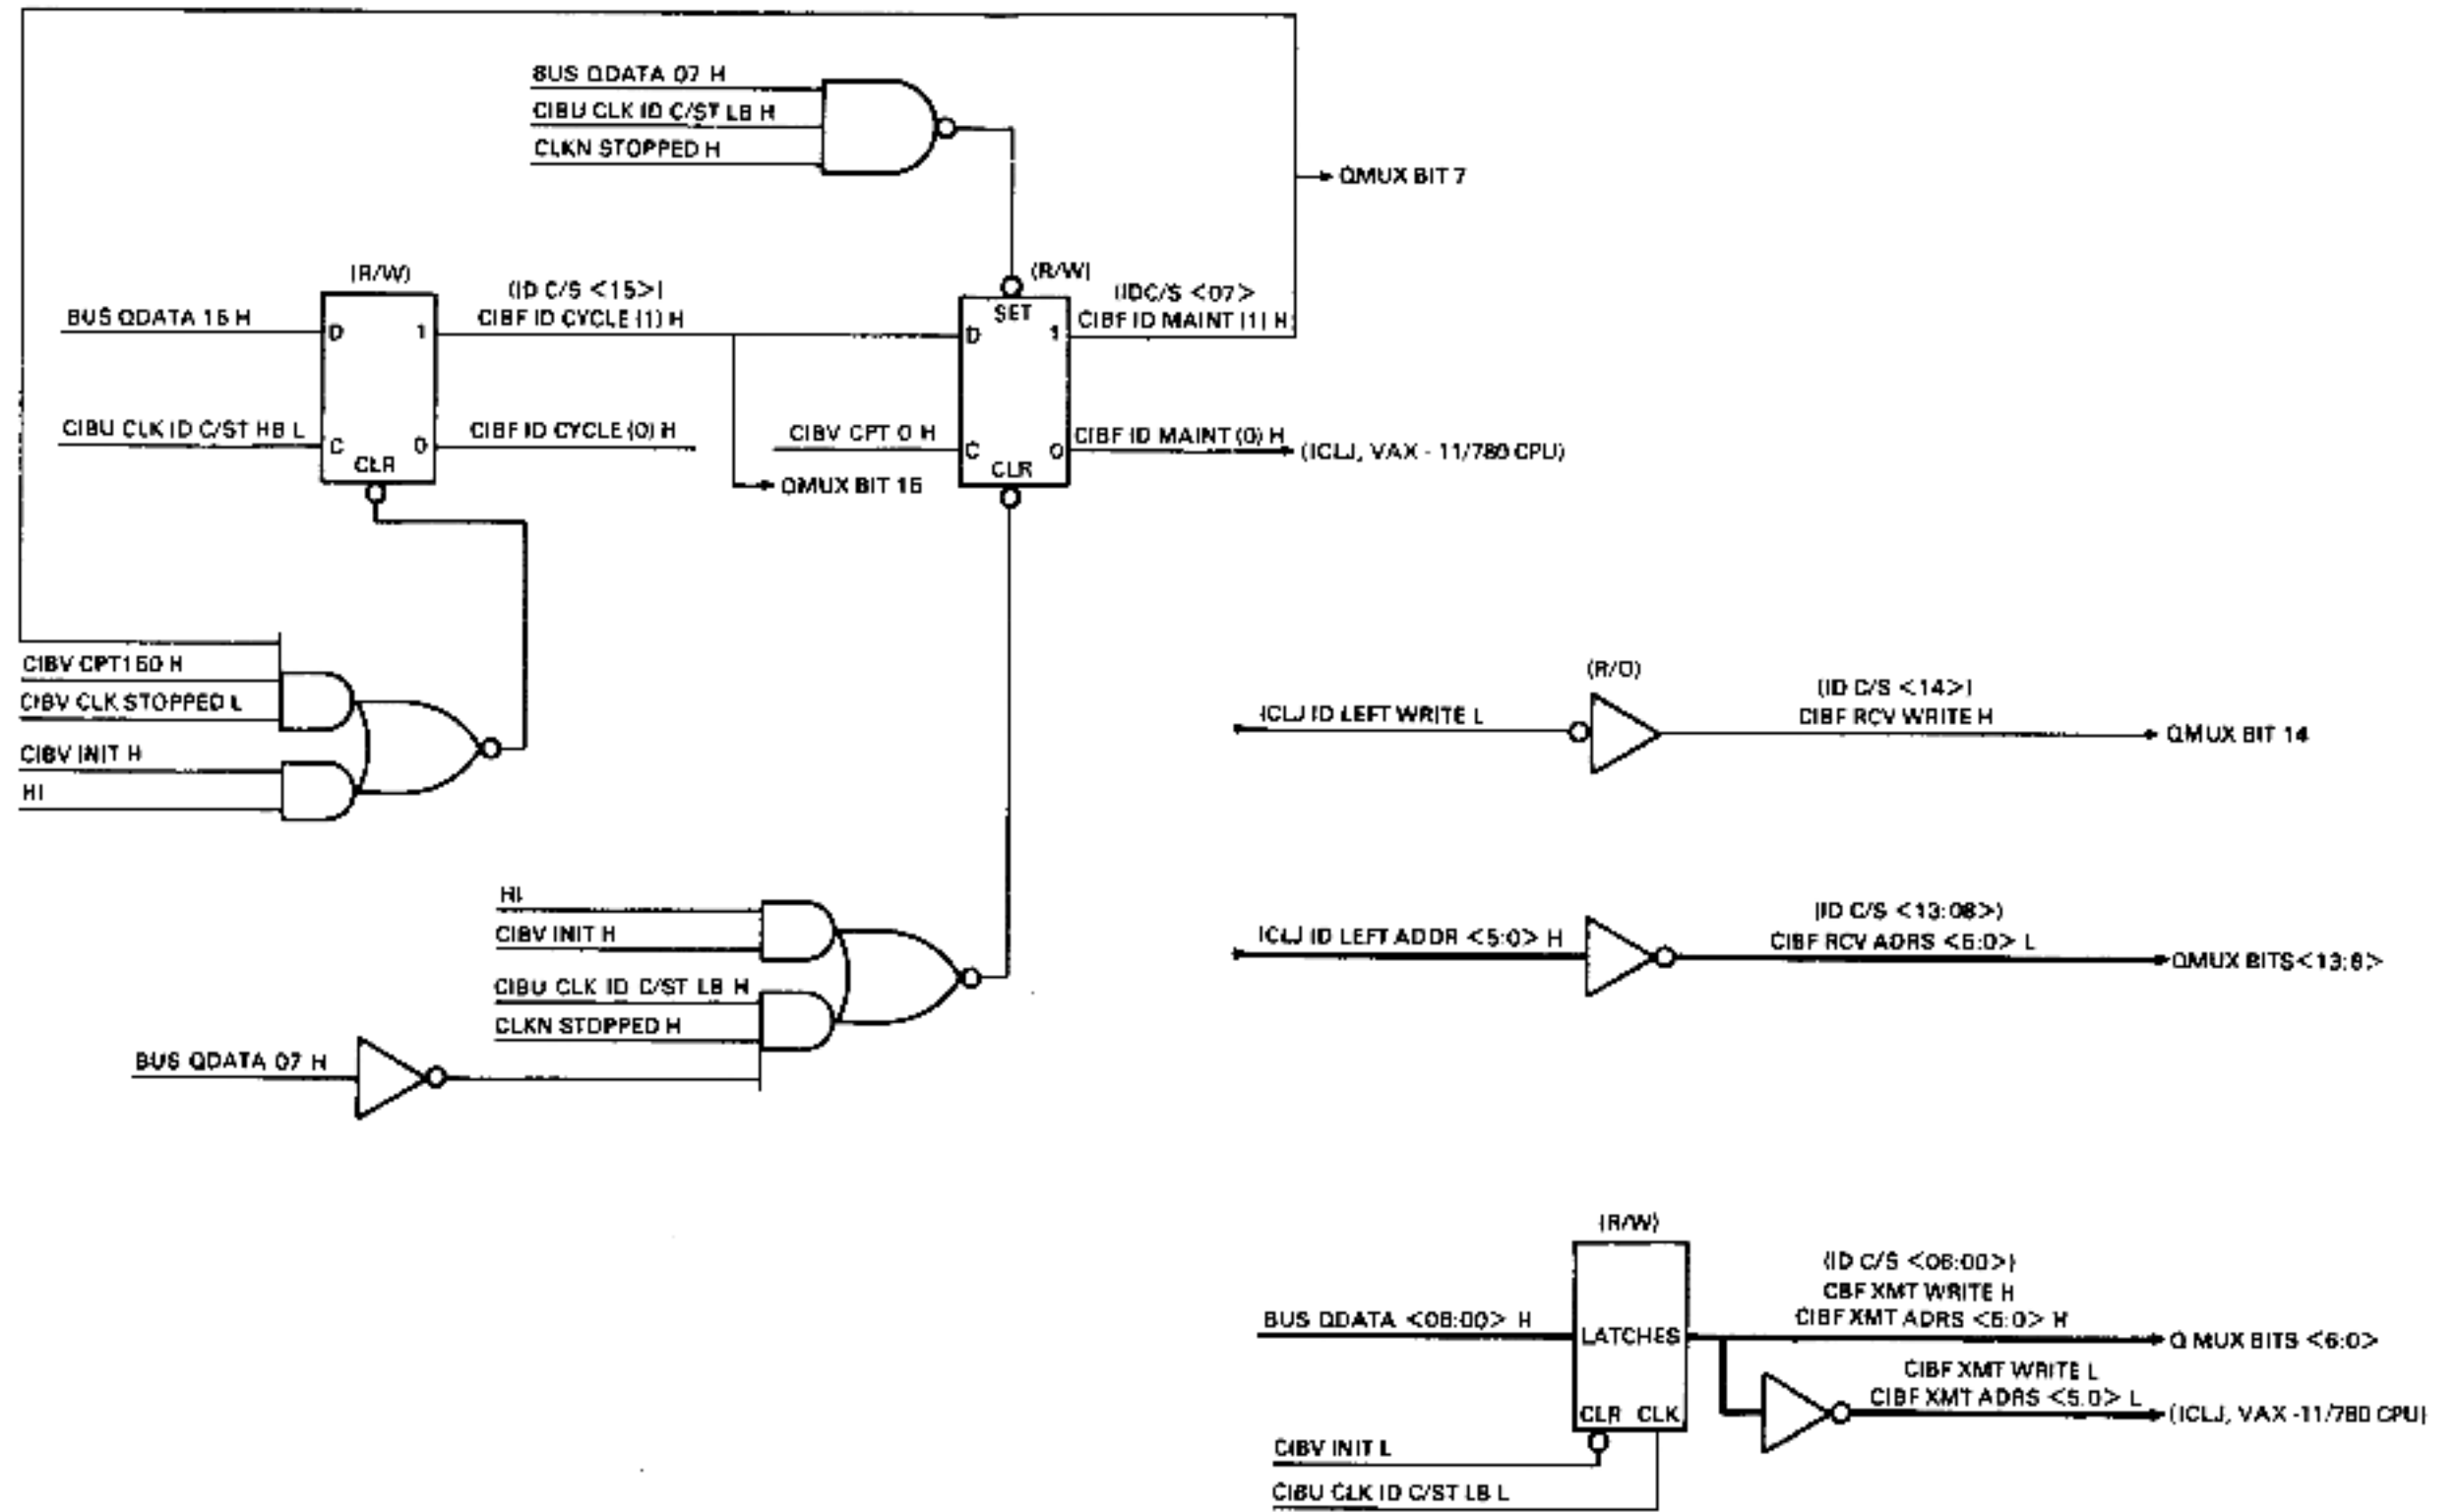 BUS QDATA 07 H
CIBU CLK ID C/ST LB H
CLKN STOPPED H
QMUX BIT 7
(R/W)
(ID C/S <15>)
CIBF ID CYCLE (1) H
BUS QDATA 15 H
D 1
CIBU CLK ID C/ST HB L
C 0
CLR
CIBF ID CYCLE (0) H
QMUX BIT 15
(R/W)
SET
D 1
(IDC/S <07>
CIBF ID MAINT (1) H
CIBV CPT 0 H
C 0
CLR
CIBF ID MAINT (0) H
(ICLJ, VAX - 11/780 CPU)
CIBV CPT150 H
CIBV CLK STOPPED L
CIBV INIT H
HI
HI
CIBV INIT H
CIBU CLK ID C/ST LB H
CLKN STOPPED H
BUS QDATA 07 H
(R/O)
ICLJ ID LEFT WRITE L
(ID C/S <14>)
CIBF RCV WRITE H
QMUX BIT 14
ICLJ ID LEFT ADDR <5:0> H
(ID C/S <13:08>)
CIBF RCV ADRS <5:0> L
QMUX BITS<13:8>
(R/W)
BUS QDATA <06:00> H
LATCHES
CLR CLK
(ID C/S <06:00>)
CBF XMT WRITE H
CIBF XMT ADRS <5:0> H
Q MUX BITS <6:0>
CIBF XMT WRITE L
CIBF XMT ADRS <5:0> L
(ICLJ, VAX -11/780 CPU)
CIBV INIT L
CIBU CLK ID C/ST LB L